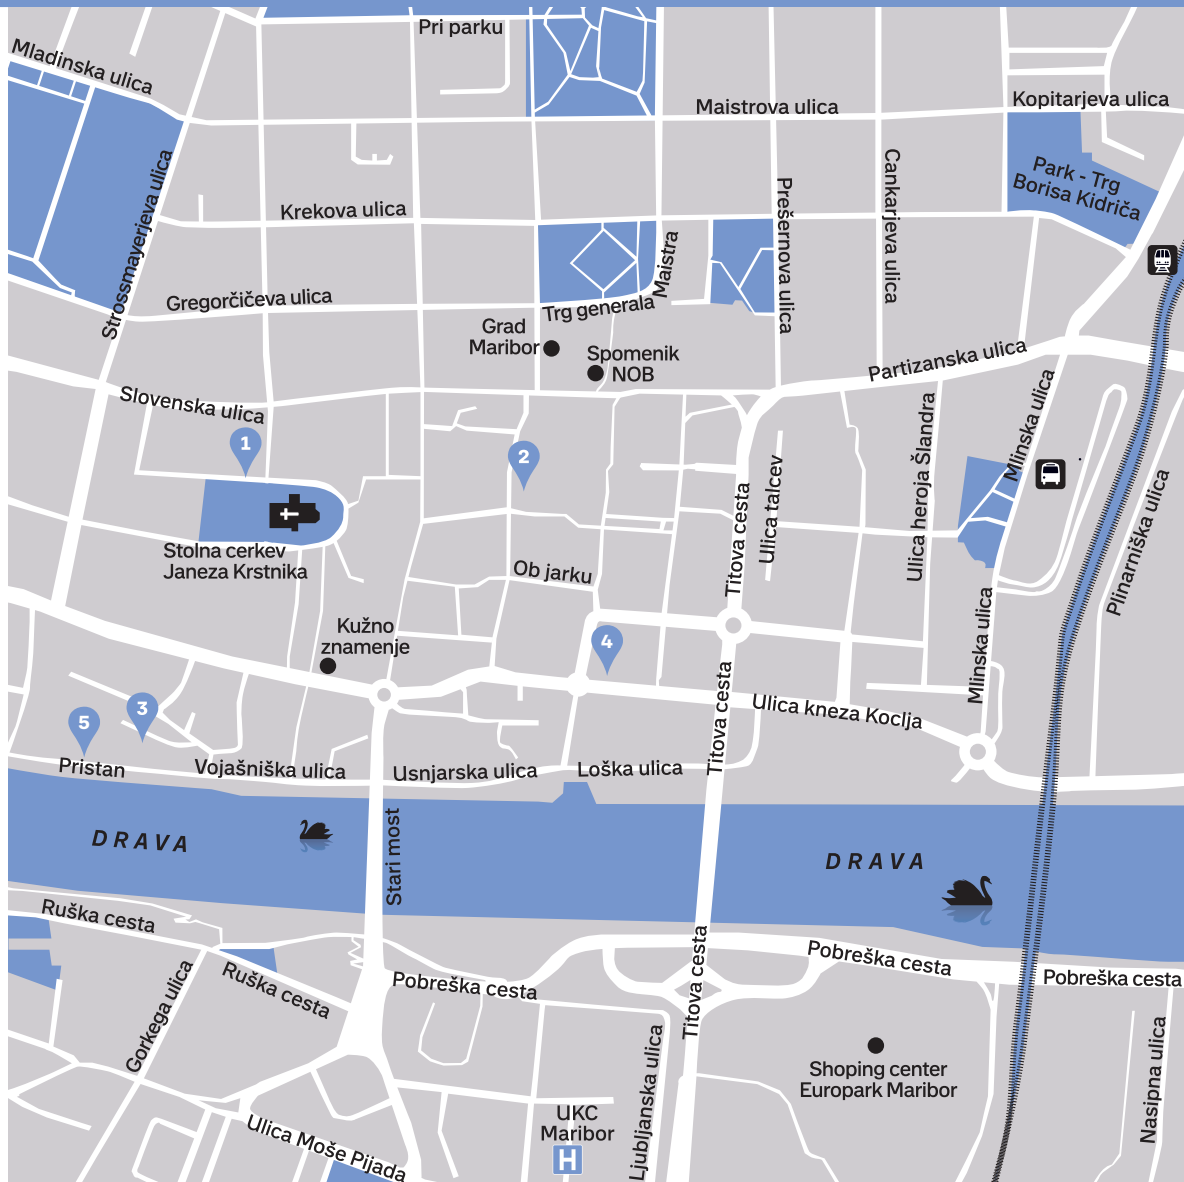 Pri parku
Mladinska ulica
Maistrova ulica
Kopitarjeva ulica
Strossmayerjeva ulica
Krekova ulica
Prešernova ulica
Cankarjeva ulica
Park - Trg
Borisa Kidriča
Gregorčičeva ulica
Trg generala
Maistra
Grad
Maribor
Spomenik
NOB
Partizanska ulica
Slovenska ulica
1
2
Titova cesta
Ulica talcev
Ulica heroja Šlandra
Mlinska ulica
Plinarniška ulica
Stolna cerkev
Janeza Krstnika
Ob jarku
Kužno
znamenje
4
Mlinska ulica
3
5
Ulica kneza Koclja
Titova cesta
Pristan
Vojašniška ulica
Usnjarska ulica
Loška ulica
DRAVA
Stari most
DRAVA
Ruška cesta
Ruška cesta
Gorkega ulica
Pobreška cesta
Titova cesta
Pobreška cesta
Pobreška cesta
Ljubljanska ulica
Shoping center
Europark Maribor
Nasipna ulica
UKC
Maribor
H
Ulica Moše Pijada